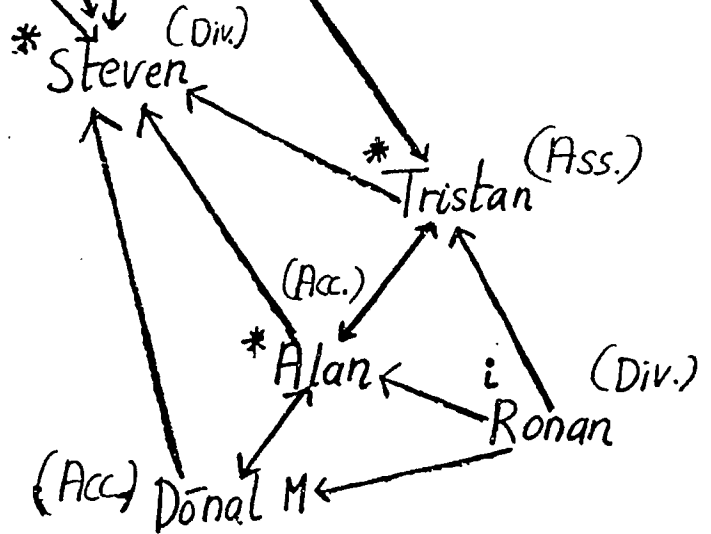 * Steven (Div.)
* Tristan (Ass.)
(Acc.)
* Alan
i (Div.)
Ronan
(Acc.) Dōnal M